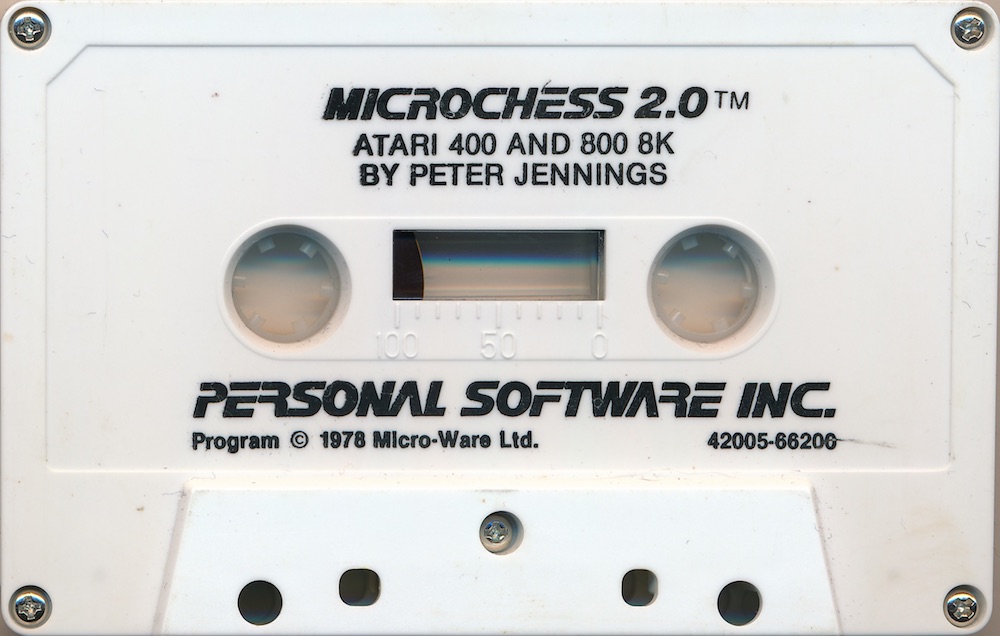 MICROCHESS 2.0™
ATARI 400 AND 800 8K
BY PETER JENNINGS
100 50 0
PERSONAL SOFTWARE INC.
Program © 1978 Micro-Ware Ltd. 42005-66206